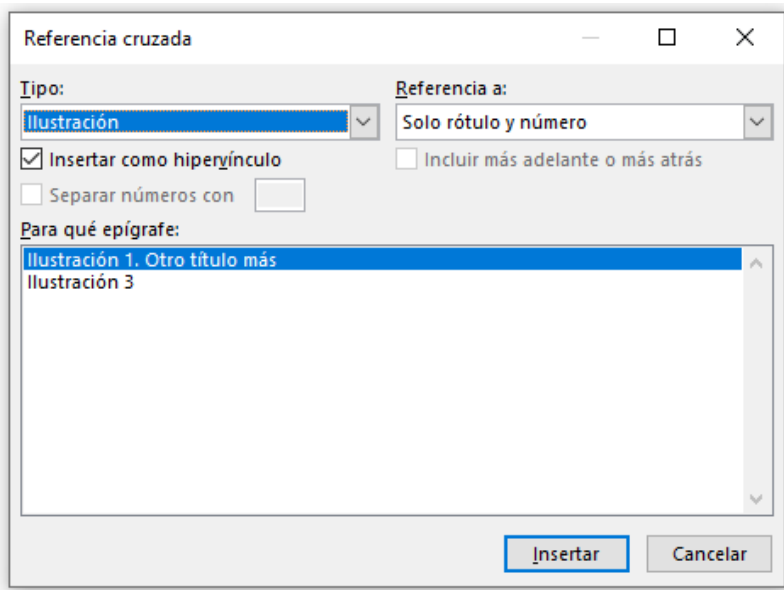 Referencia cruzada
Tipo:
Referencia a:
Ilustración
Solo rótulo y número
Insertar como hipervínculo
Incluir más adelante o más atrás
Separar números con
Para qué epígrafe:
Ilustración 1. Otro título más
Ilustración 3
Insertar
Cancelar